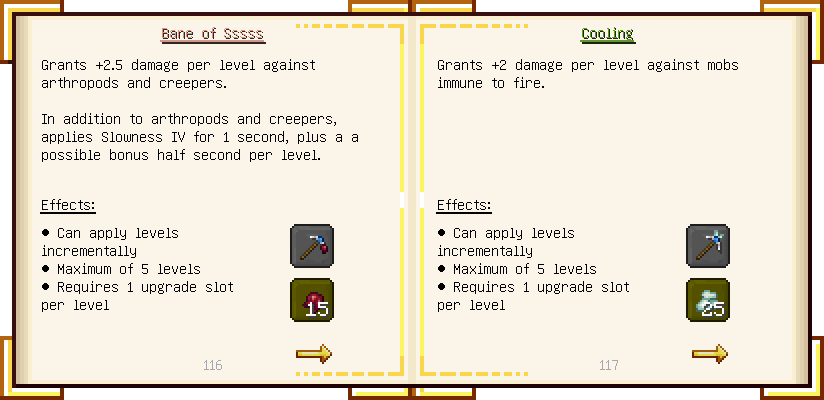 Bane of Sssss
Grants +2.5 damage per level against
arthropods and creepers.
In addition to arthropods and creepers,
applies Slowness IV for 1 second, plus a a
possible bonus half second per level.
Effects:
● Can apply levels
incrementally
● Maximum of 5 levels
● Requires 1 upgrade slot
per level
15
116
Cooling
Grants +2 damage per level against mobs
immune to fire.
Effects:
● Can apply levels
incrementally
● Maximum of 5 levels
● Requires 1 upgrade slot
per level
25
117